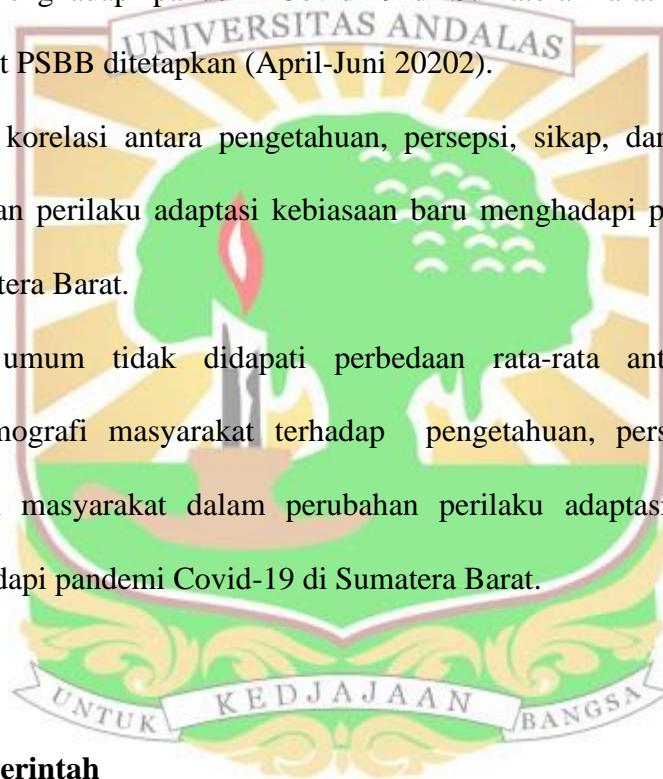 UNIVERSITAS ANDALAS
t PSBB ditetapkan (April-Juni 20202).
korelasi antara pengetahuan, persepsi, sikap, dan
an perilaku adaptasi kebiasaan baru menghadapi p
tera Barat.
umum tidak didapati perbedaan rata-rata ant
mografi masyarakat terhadap pengetahuan, pers
masyarakat dalam perubahan perilaku adaptasi
dapi pandemi Covid-19 di Sumatera Barat.
UNTUK KEDJAJAAN BANGSA
erintah